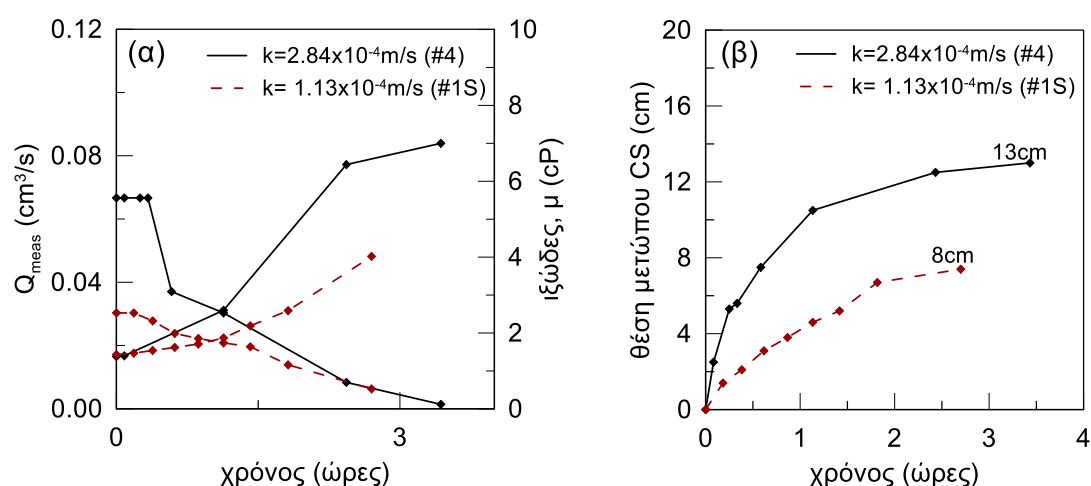 (α)
k=2.84x10⁻⁴m/s (#4)
k= 1.13x10⁻⁴m/s (#1S)
0.12
0.08
0.04
0.00
Q_meas (cm³/s)
10
8
6
4
2
0
ιξώδες, μ (cP)
0
3
χρόνος (ώρες)
(β)
k=2.84x10⁻⁴m/s (#4)
k= 1.13x10⁻⁴m/s (#1S)
20
16
12
8
4
0
θέση μετώπου CS (cm)
13cm
8cm
0
1
2
3
4
χρόνος (ώρες)